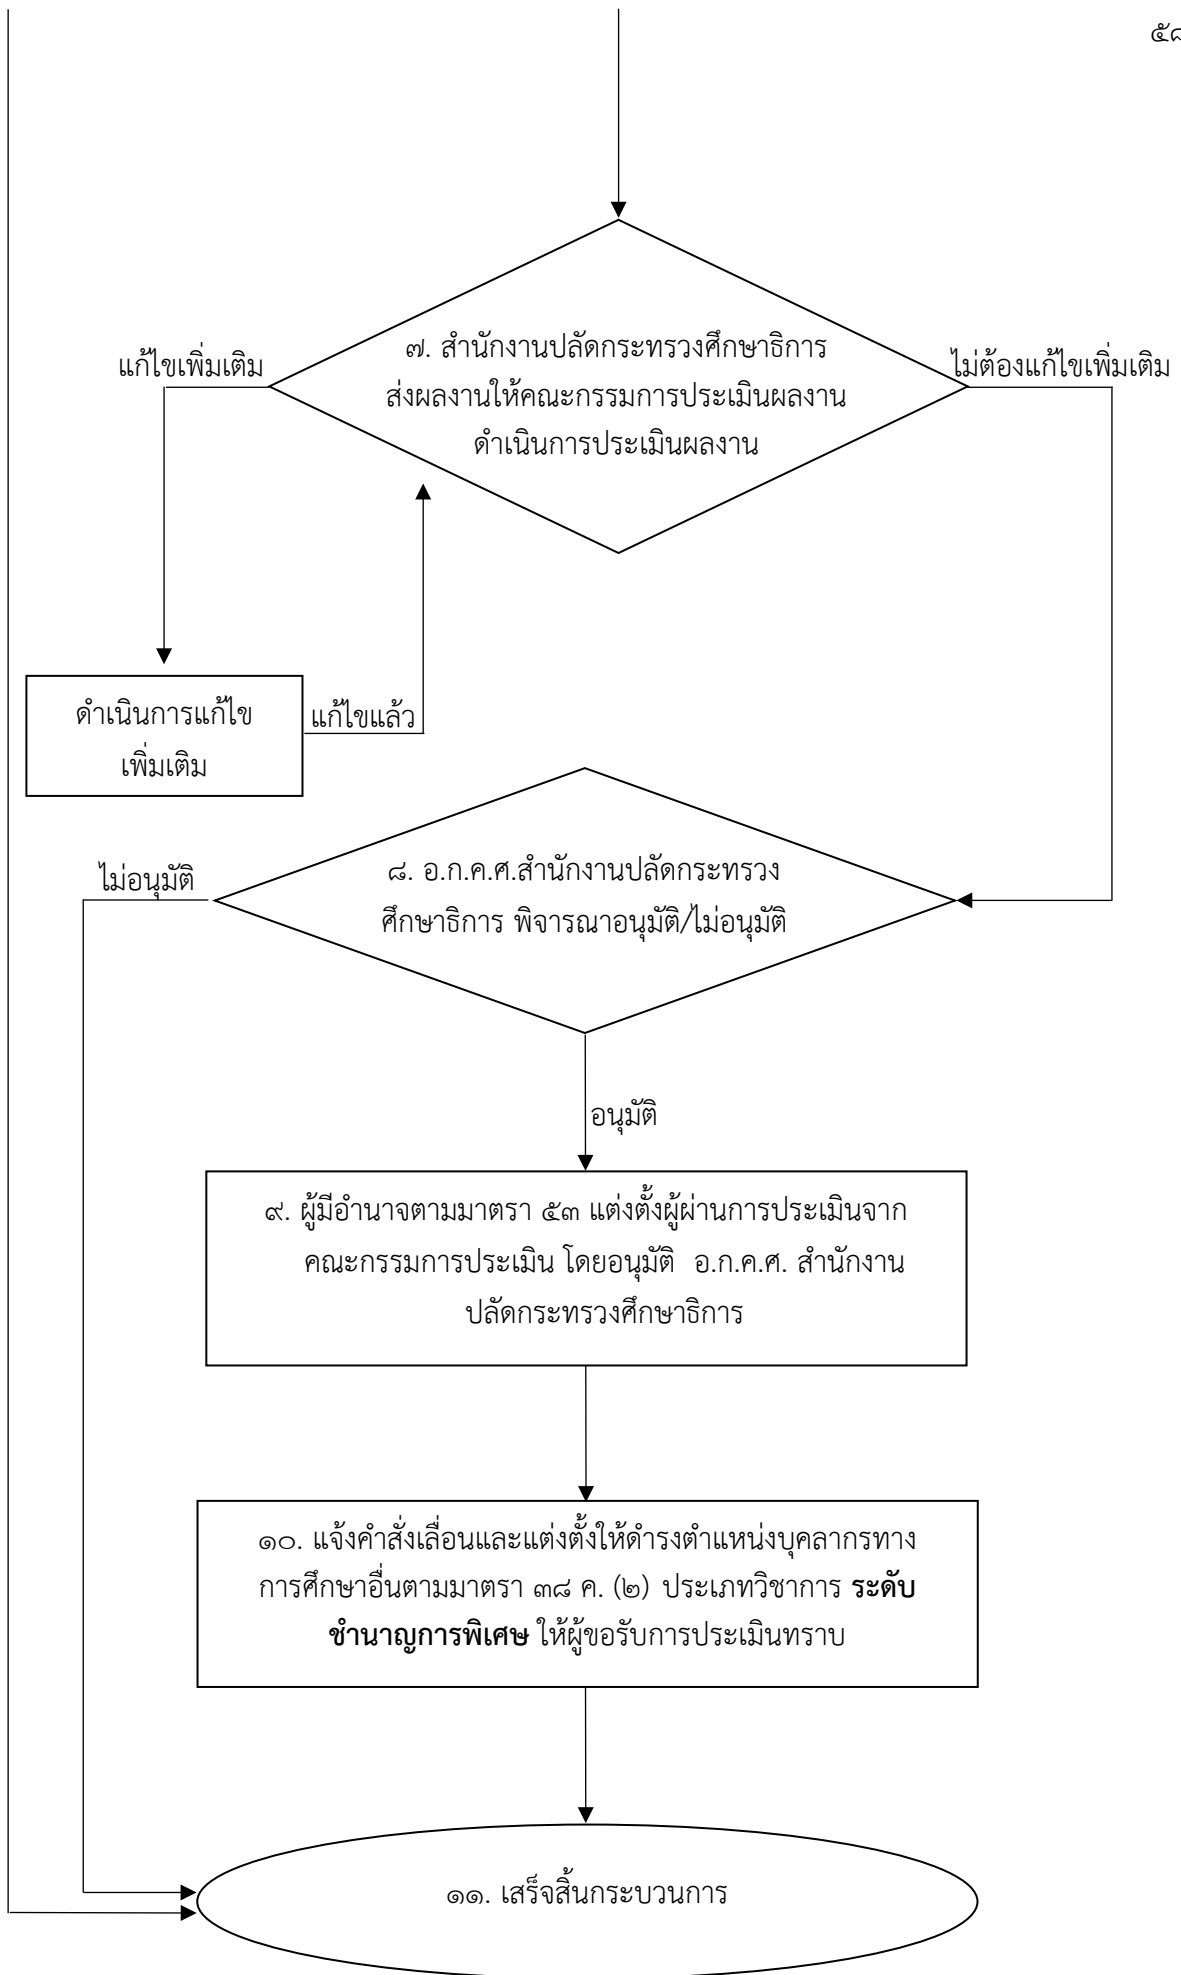 ๕๘
๗. สำนักงานปลัดกระทรวงศึกษาธิการ
ส่งผลงานให้คณะกรรมการประเมินผลงาน
ดำเนินการประเมินผลงาน
แก้ไขเพิ่มเติม
ไม่ต้องแก้ไขเพิ่มเติม
ดำเนินการแก้ไข
เพิ่มเติม
แก้ไขแล้ว
๘. อ.ก.ค.ศ.สำนักงานปลัดกระทรวง
ศึกษาธิการ พิจารณาอนุมัติ/ไม่อนุมัติ
ไม่อนุมัติ
อนุมัติ
๙. ผู้มีอำนาจตามมาตรา ๕๓ แต่งตั้งผู้ผ่านการประเมินจาก
คณะกรรมการประเมิน โดยอนุมัติ อ.ก.ค.ศ. สำนักงาน
ปลัดกระทรวงศึกษาธิการ
๑๐. แจ้งคำสั่งเลื่อนและแต่งตั้งให้ดำรงตำแหน่งบุคลากรทาง
การศึกษาอื่นตามมาตรา ๓๘ ค. (๒) ประเภทวิชาการ ระดับ
ชำนาญการพิเศษ ให้ผู้ขอรับการประเมินทราบ
๑๑. เสร็จสิ้นกระบวนการ